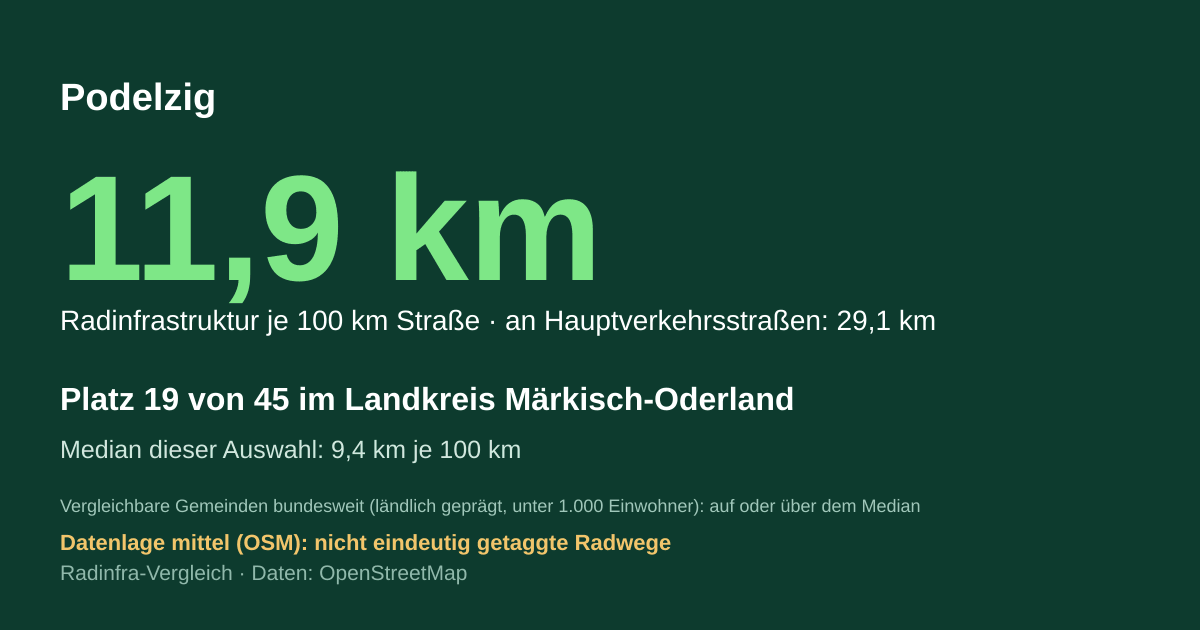 Podelzig
11,9 km
Radinfrastruktur je 100 km Straße · an Hauptverkehrsstraßen: 29,1 km
Platz 19 von 45 im Landkreis Märkisch-Oderland
Median dieser Auswahl: 9,4 km je 100 km
Vergleichbare Gemeinden bundesweit (ländlich geprägt, unter 1.000 Einwohner): auf oder über dem Median
Datenlage mittel (OSM): nicht eindeutig getaggte Radwege
Radinfra-Vergleich · Daten: OpenStreetMap